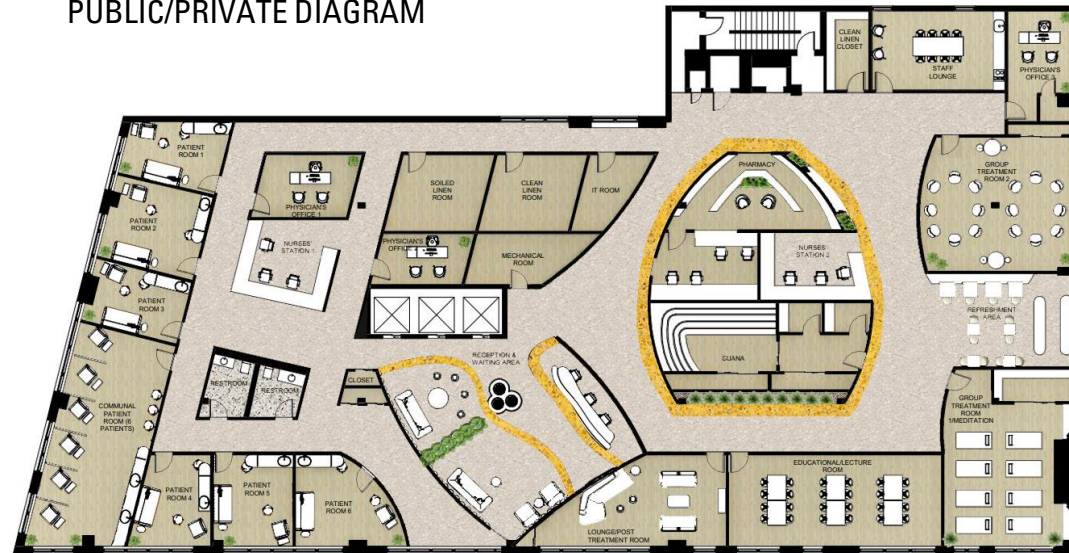 PUBLIC/PRIVATE DIAGRAM
CLEAN
LINEN
CLOSET
STAFF
LOUNGE
PHYSICIAN'S
OFFICE 3
PATIENT
ROOM 1
PHYSICIAN'S
OFFICE 1
SOILED
LINEN
ROOM
CLEAN
LINEN
ROOM
IT ROOM
PHARMACY
GROUP
TREATMENT
ROOM 2
PATIENT
ROOM 2
NURSES'
STATION 1
PHYSICIAN'S
MECHANICAL
ROOM
NURSES'
STATION 2
PATIENT
ROOM 3
REFRESHMENT
AREA
RECEPTION &
WAITING AREA
SUANA
RESTROOM
RESTROOM
CLOSET
COMMUNAL
PATIENT
ROOM (6
PATIENTS)
GROUP
TREATMENT
ROOM
1/MEDITATION
PATIENT
ROOM 4
PATIENT
ROOM 5
PATIENT
ROOM 6
EDUCATIONAL/LECTURE
ROOM
LOUNGE/POST
TREATMENT ROOM